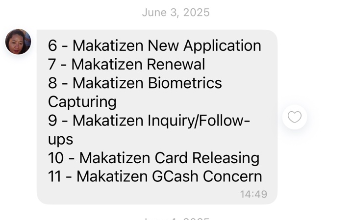 June 3, 2025
6 - Makatizen New Application
7 - Makatizen Renewal
8 - Makatizen Biometrics
Capturing
9 - Makatizen Inquiry/Follow-
ups
10 - Makatizen Card Releasing
11 - Makatizen GCash Concern
14:49